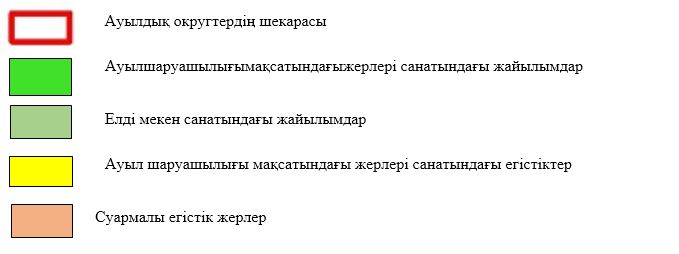 Ауылдық округтердің шекарасы
Ауылшаруашылығымақсатындағыжерлері санатындағы жайылымдар
Елді мекен санатындағы жайылымдар
Ауыл шаруашылығы мақсатындағы жерлері санатындағы егістіктер
Суармалы егістік жерлер